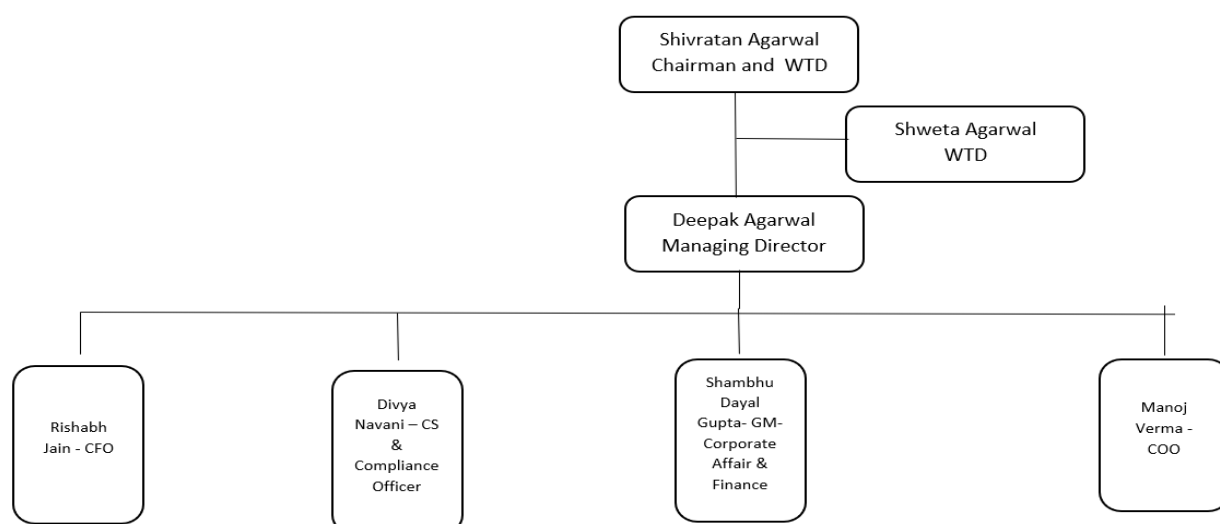 Shivratan Agarwal
Chairman and WTD
Shweta Agarwal
WTD
Deepak Agarwal
Managing Director
Rishabh
Jain - CFO
Divya
Navani – CS
&
Compliance
Officer
Shambhu
Dayal
Gupta- GM-
Corporate
Affair &
Finance
Manoj
Verma -
COO